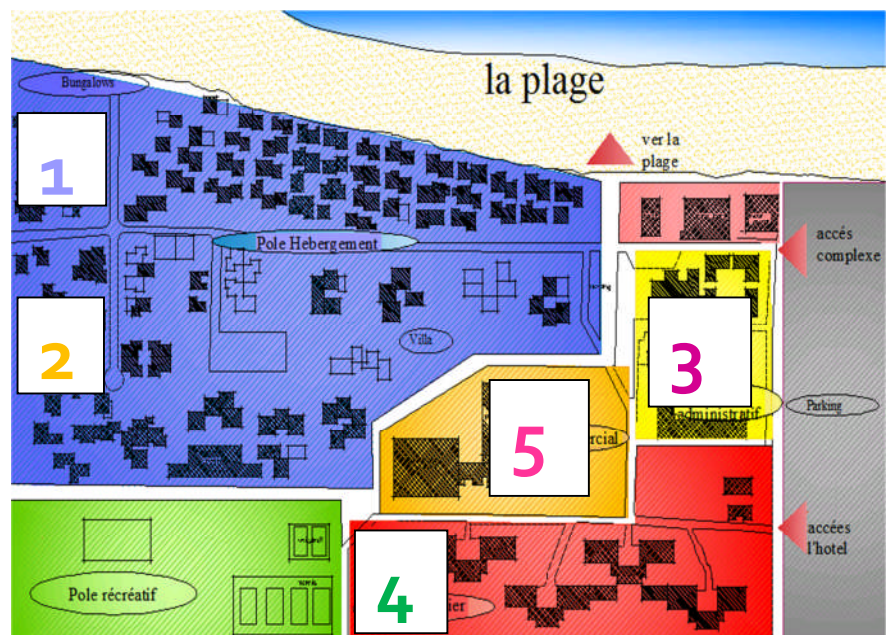 Bungalows
la plage
ver la
plage
1
accés
complexe
Pole Hebergement
Villa
2
3
administratif
Parking
5
rcial
accées
l'hotel
Pole récréatif
4
ier